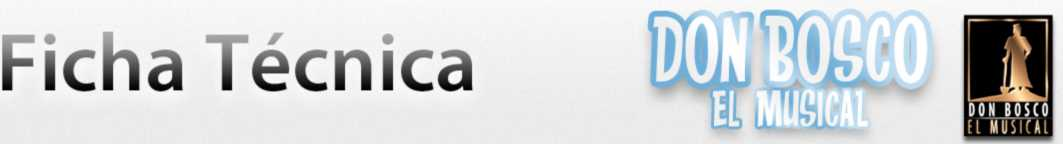 Ficha Técnica
DON BOSCO
EL MUSICAL
DON BOSCO
EL MUSICAL